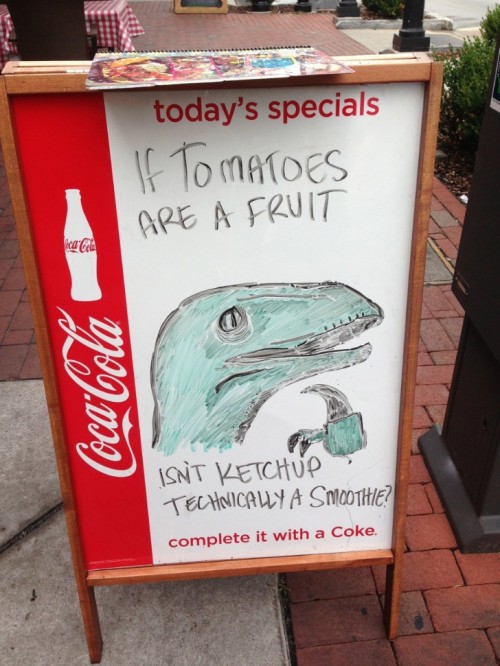 today's specials
IF TOMATOES
ARE A FRUIT
Coca-Cola
Coca-Cola
ISN'T KETCHUP
TECHNICALLY A SMOOTHIE?
complete it with a Coke.